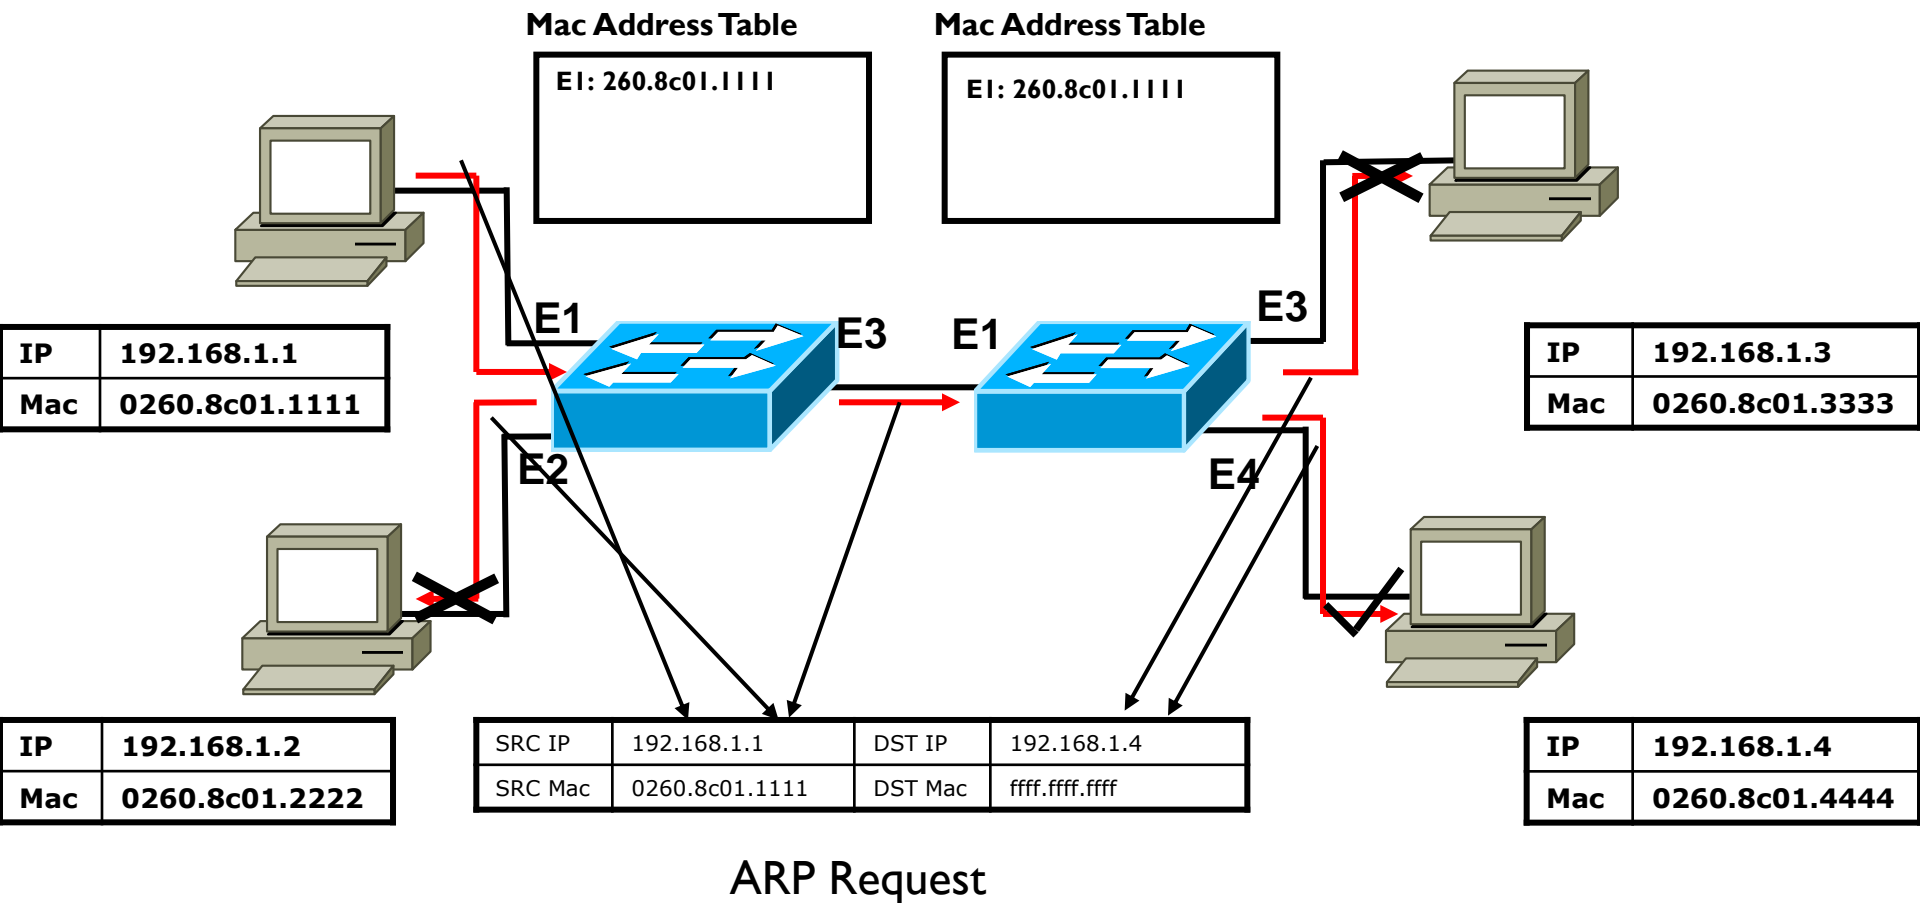 Mac Address Table
Mac Address Table
E1: 260.8c01.1111
E1: 260.8c01.1111
E1
E3
E1
E3
E2
E4
IP 192.168.1.1
Mac 0260.8c01.1111
IP 192.168.1.3
Mac 0260.8c01.3333
IP 192.168.1.2
Mac 0260.8c01.2222
SRC IP 192.168.1.1 DST IP 192.168.1.4
SRC Mac 0260.8c01.1111 DST Mac ffff.ffff.ffff
IP 192.168.1.4
Mac 0260.8c01.4444
ARP Request